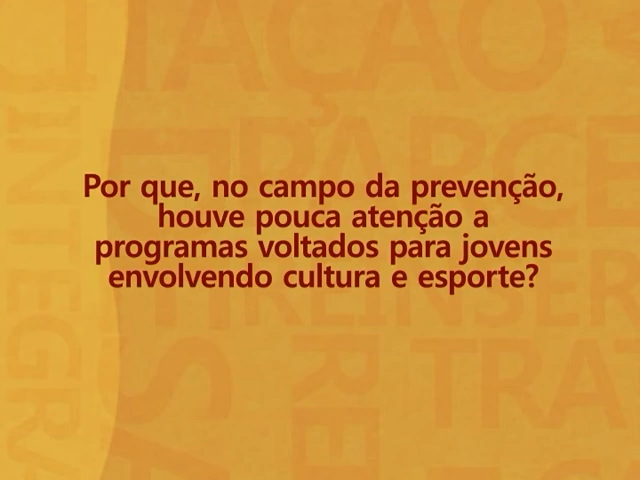 Por que, no campo da prevenção,
houve pouca atenção a
programas voltados para jovens
envolvendo cultura e esporte?